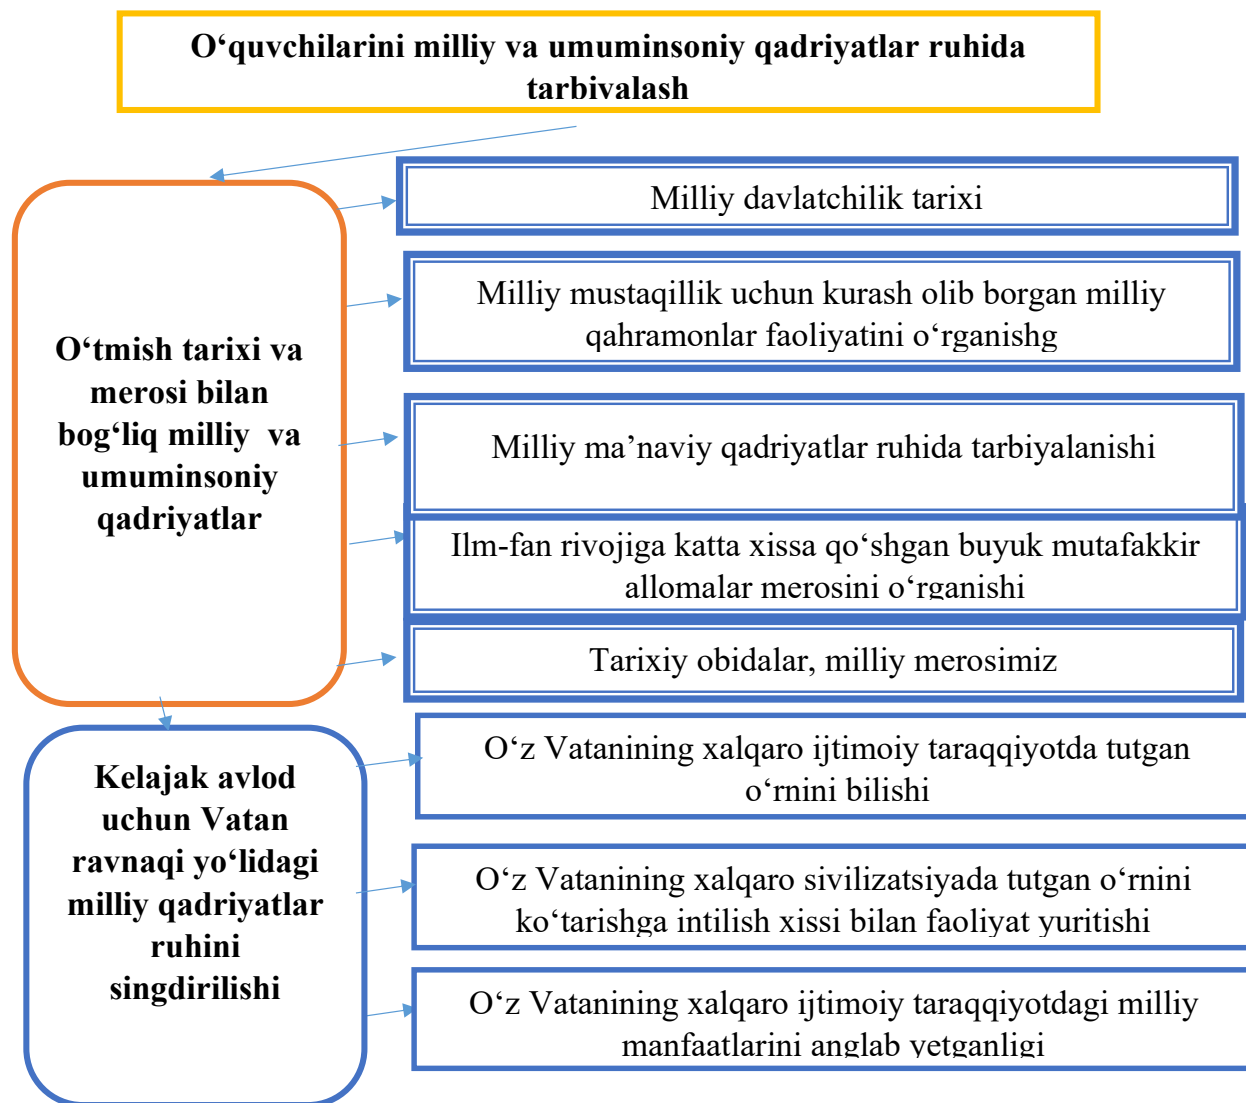 O‘quvchilarini milliy va umuminsoniy qadriyatlar ruhida
tarbiyalash
O‘tmish tarixi va
merosi bilan
bog‘liq milliy va
umuminsoniy
qadriyatlar
Milliy davlatchilik tarixi
Milliy mustaqillik uchun kurash olib borgan milliy
qahramonlar faoliyatini o‘rganishg
Milliy ma’naviy qadriyatlar ruhida tarbiyalanishi
Ilm-fan rivojiga katta xissa qo‘shgan buyuk mutafakkir
allomalar merosini o‘rganishi
Tarixiy obidalar, milliy merosimiz
Kelajak avlod
uchun Vatan
ravnaqi yo‘lidagi
milliy qadriyatlar
ruhini
singdirilishi
O‘z Vatanining xalqaro ijtimoiy taraqqiyotda tutgan
o‘rnini bilishi
O‘z Vatanining xalqaro sivilizatsiyada tutgan o‘rnini
ko‘tarishga intilish xissi bilan faoliyat yuritishi
O‘z Vatanining xalqaro ijtimoiy taraqqiyotdagi milliy
manfaatlarini anglab yetganligi